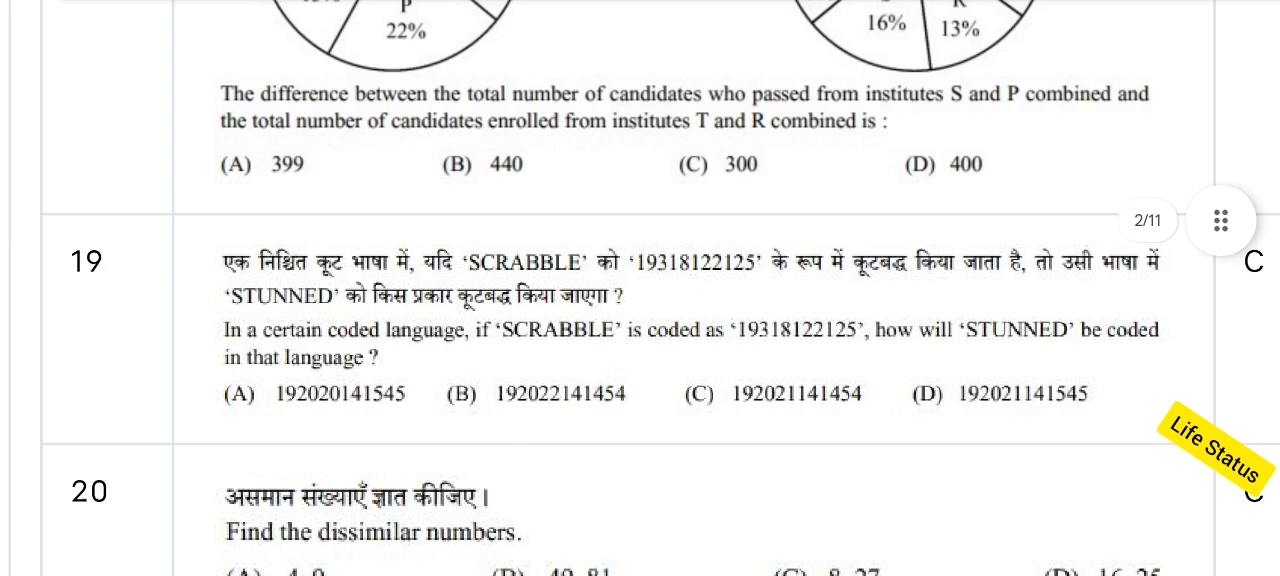 P
22%
16%
13%
The difference between the total number of candidates who passed from institutes S and P combined and
the total number of candidates enrolled from institutes T and R combined is :
(A) 399 (B) 440 (C) 300 (D) 400
2/11
19
एक निश्चित कूट भाषा में, यदि ‘SCRABBLE’ को ‘19318122125’ के रूप में कूटबद्ध किया जाता है, तो उसी भाषा में
‘STUNNED’ को किस प्रकार कूटबद्ध किया जाएगा ?
In a certain coded language, if ‘SCRABBLE’ is coded as ‘19318122125’, how will ‘STUNNED’ be coded
in that language ?
(A) 192020141545 (B) 192022141454 (C) 192021141454 (D) 192021141545
C
Life Status
20
असमान संख्याएँ ज्ञात कीजिए।
Find the dissimilar numbers.